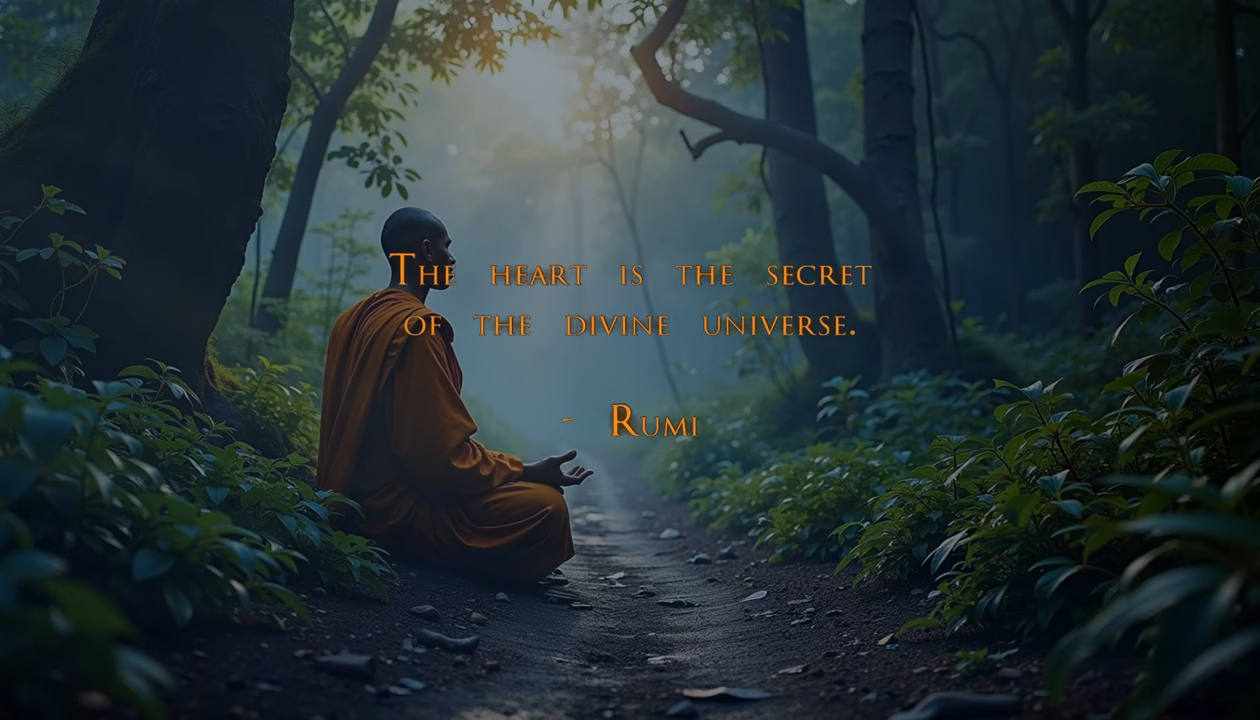 The heart is the secret
of the divine universe.
- Rumi